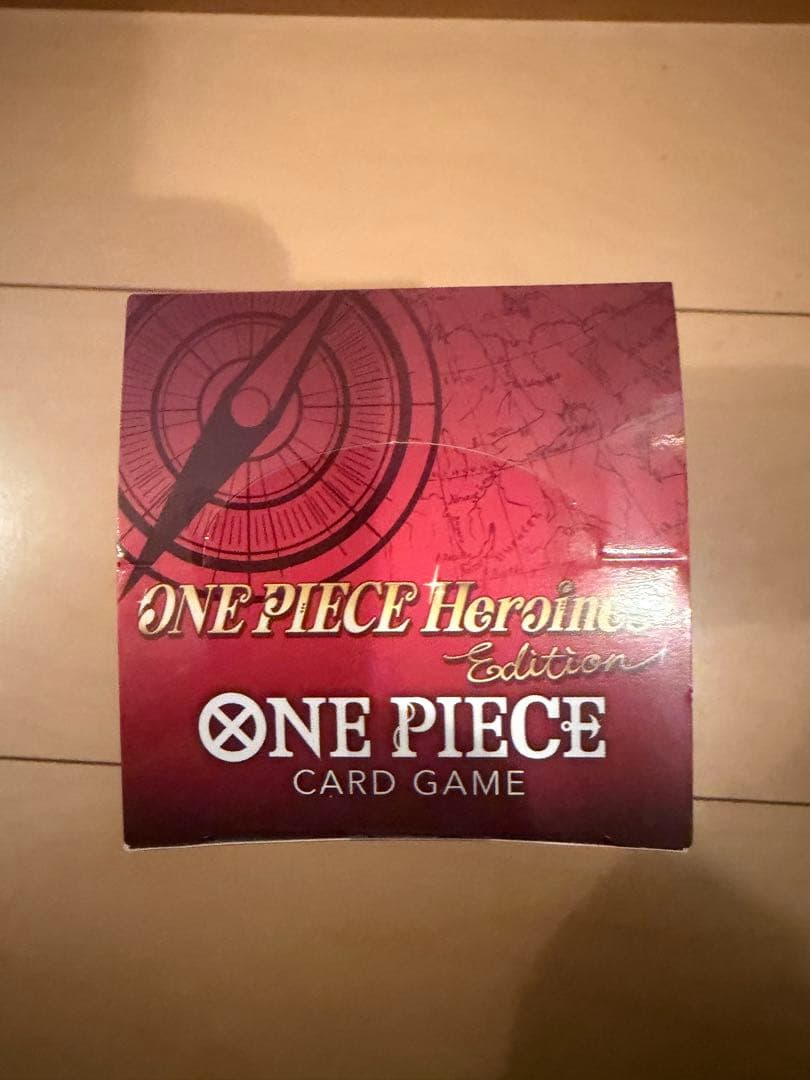 ONE PIECE Heroines
Edition
ONE PIECE
CARD GAME